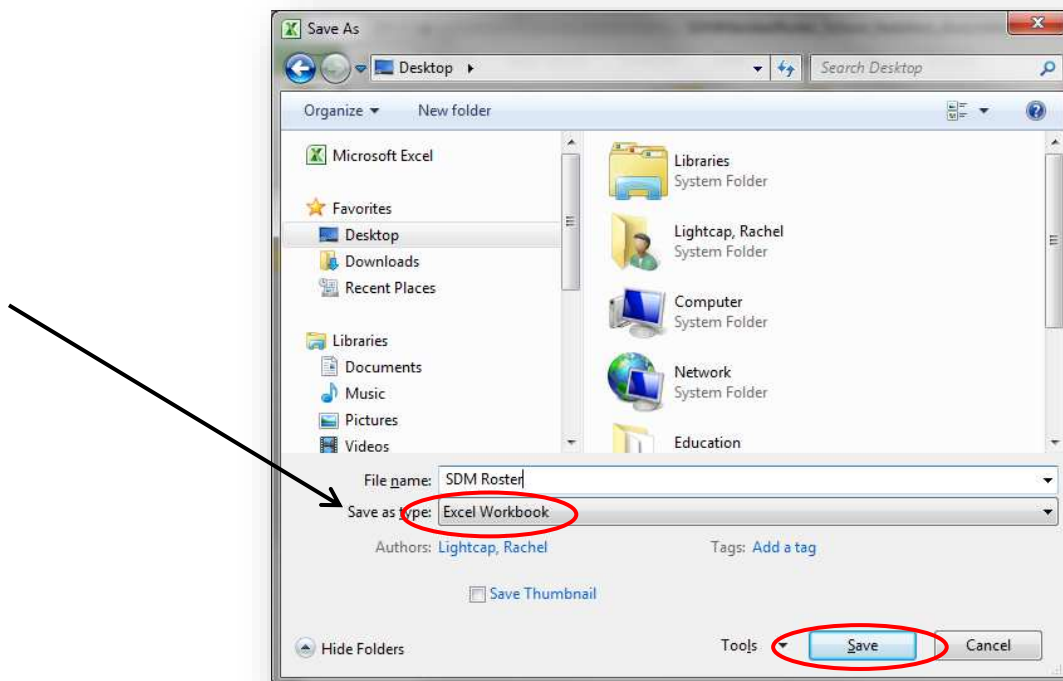 Save As
Desktop
Search Desktop
Organize New folder
Microsoft Excel
Favorites
Desktop
Downloads
Recent Places
Libraries
Documents
Music
Pictures
Videos
Libraries
System Folder
Lightcap, Rachel
System Folder
Computer
System Folder
Network
System Folder
Education
File name: SDM Roster
Save as type: Excel Workbook
Authors: Lightcap, Rachel Tags: Add a tag
Save Thumbnail
Hide Folders Tools Save Cancel